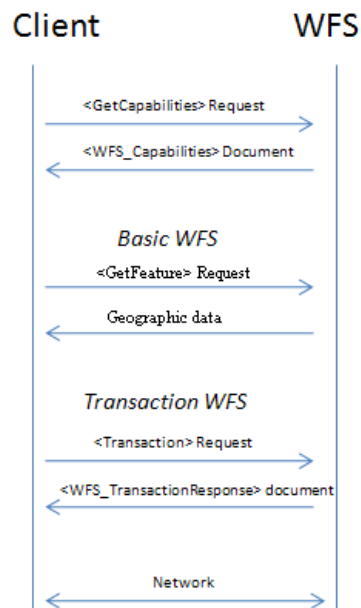 Client WFS
<GetCapabilities> Request
<WFS_Capabilities> Document
Basic WFS
<GetFeature> Request
Geographic data
Transaction WFS
<Transaction> Request
<WFS_TransactionResponse> document
Network